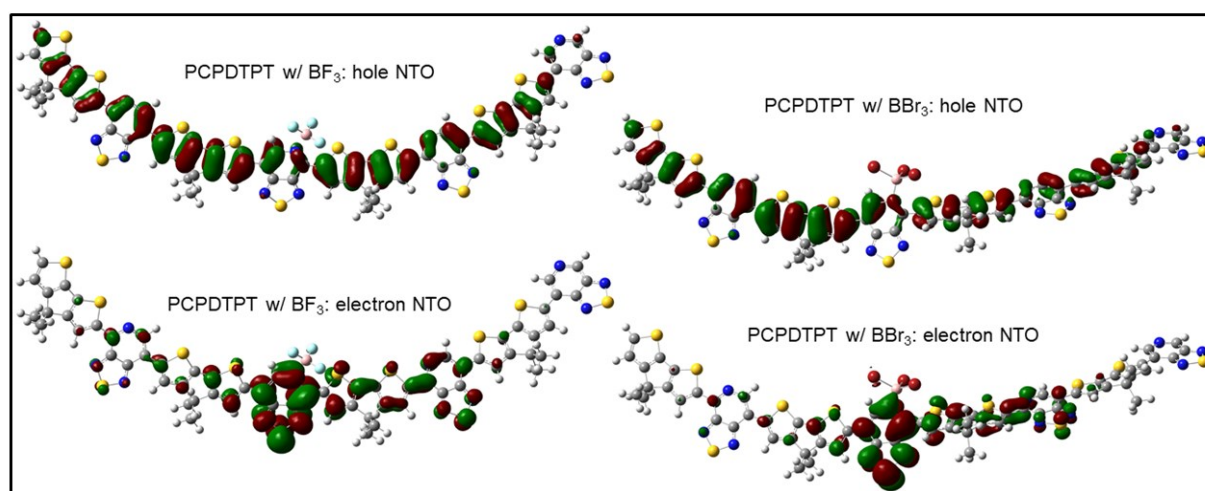 PCPDTPT w/ BF₃: hole NTO
PCPDTPT w/ BBr₃: hole NTO
PCPDTPT w/ BF₃: electron NTO
PCPDTPT w/ BBr₃: electron NTO